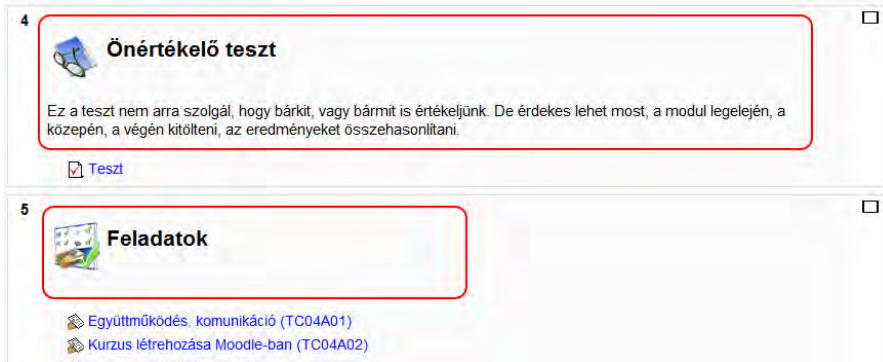 4
Önértékelő teszt
Ez a teszt nem arra szolgál, hogy bárkit, vagy bármit is értékeljünk. De érdekes lehet most, a modul legelején, a
közepén, a végén kitölteni, az eredményeket összehasonlítani.
Teszt
5
Feladatok
Együttműködés, kommunikáció (TC04A01)
Kurzus létrehozása Moodle-ban (TC04A02)